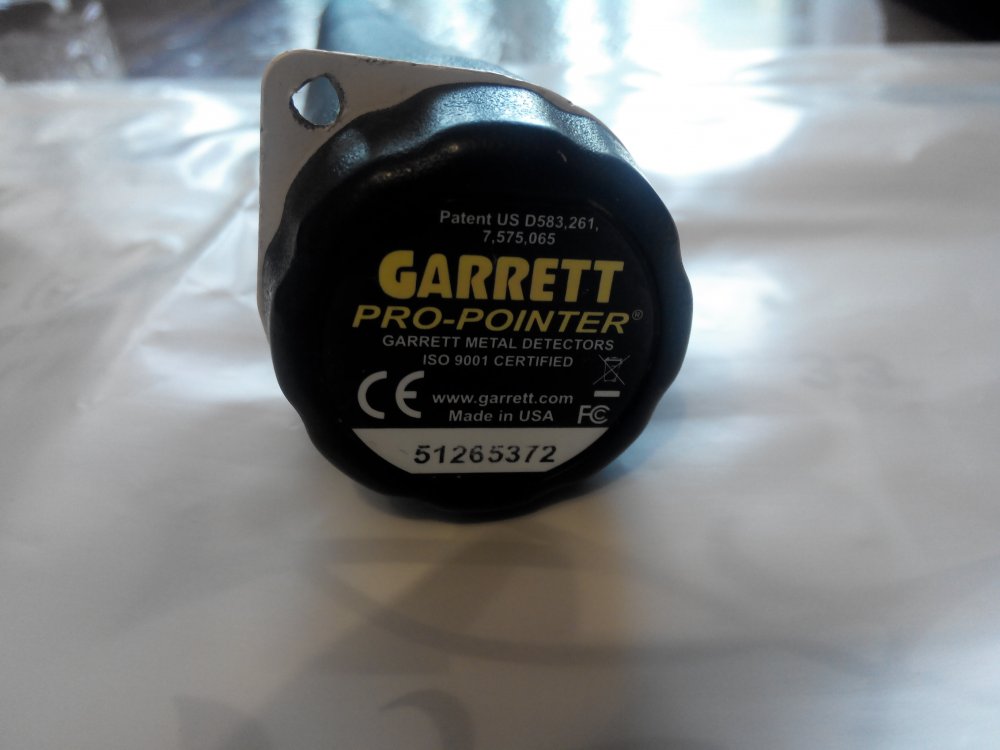 Patent US D583,261,
7,575,065
GARRETT
PRO-POINTER®
GARRETT METAL DETECTORS
ISO 9001 CERTIFIED
CE
www.garrett.com
Made in USA
FC
51265372